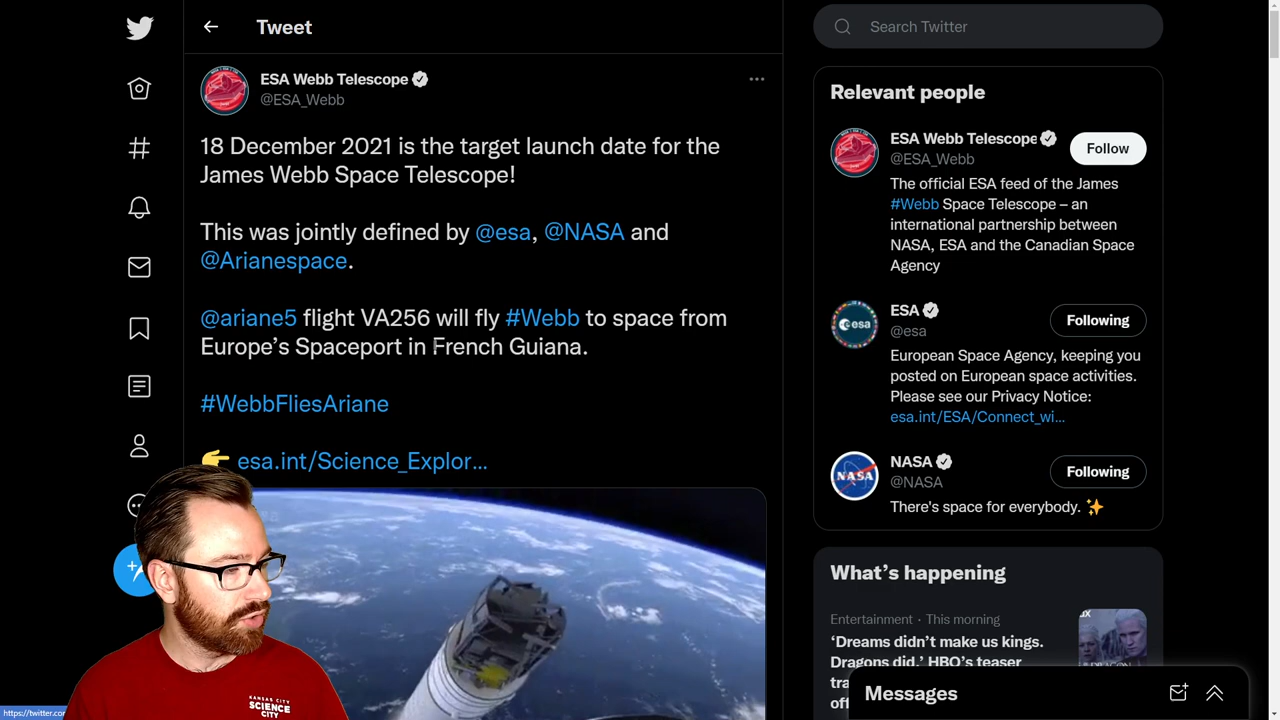 Tweet
ESA Webb Telescope
@ESA_Webb
18 December 2021 is the target launch date for the
James Webb Space Telescope!
This was jointly defined by @esa, @NASA and
@Arianespace.
@ariane5 flight VA256 will fly #Webb to space from
Europe's Spaceport in French Guiana.
#WebbFliesAriane
👉 esa.int/Science_Explor...
KANSAS CITY
SCIENCE
CITY
https://twitter.co
Search Twitter
Relevant people
ESA Webb Telescope
@ESA_Webb
Follow
The official ESA feed of the James
#Webb Space Telescope – an
international partnership between
NASA, ESA and the Canadian Space
Agency
ESA
@esa
Following
esa
European Space Agency, keeping you
posted on European space activities.
Please see our Privacy Notice:
esa.int/ESA/Connect_wi...
NASA
@NASA
Following
NASA
There's space for everybody. ✨
What's happening
Entertainment · This morning
'Dreams didn't make us kings.
Dragons did.' HBO's teaser
Messages